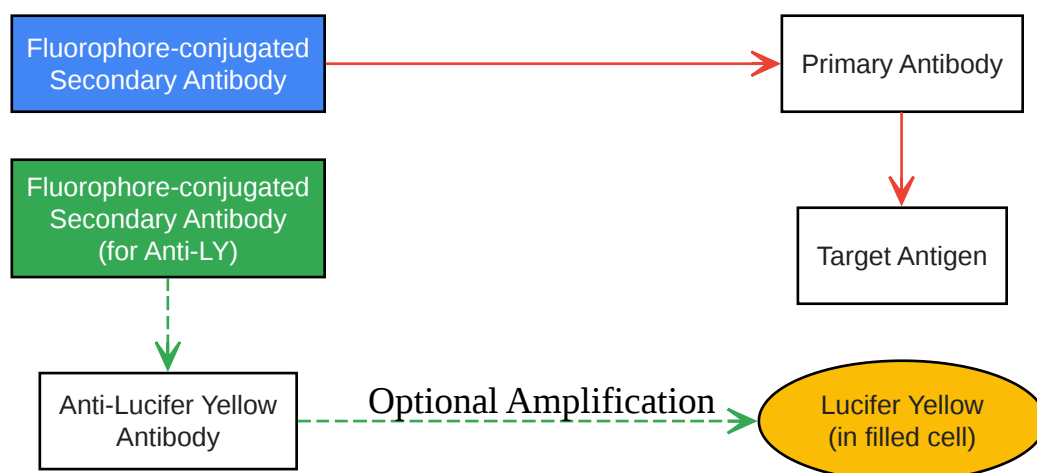 Fluorophore-conjugated
Secondary Antibody
Primary Antibody
Fluorophore-conjugated
Secondary Antibody
(for Anti-LY)
Target Antigen
Anti-Lucifer Yellow
Antibody
Optional Amplification
Lucifer Yellow
(in filled cell)